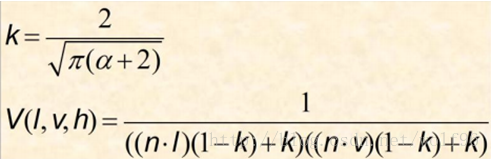 k = 2 / √(π(α+2))
V(l,v,h) = 1 / (((n·l)(1−k)+k)((n·v)(1−k)+k))